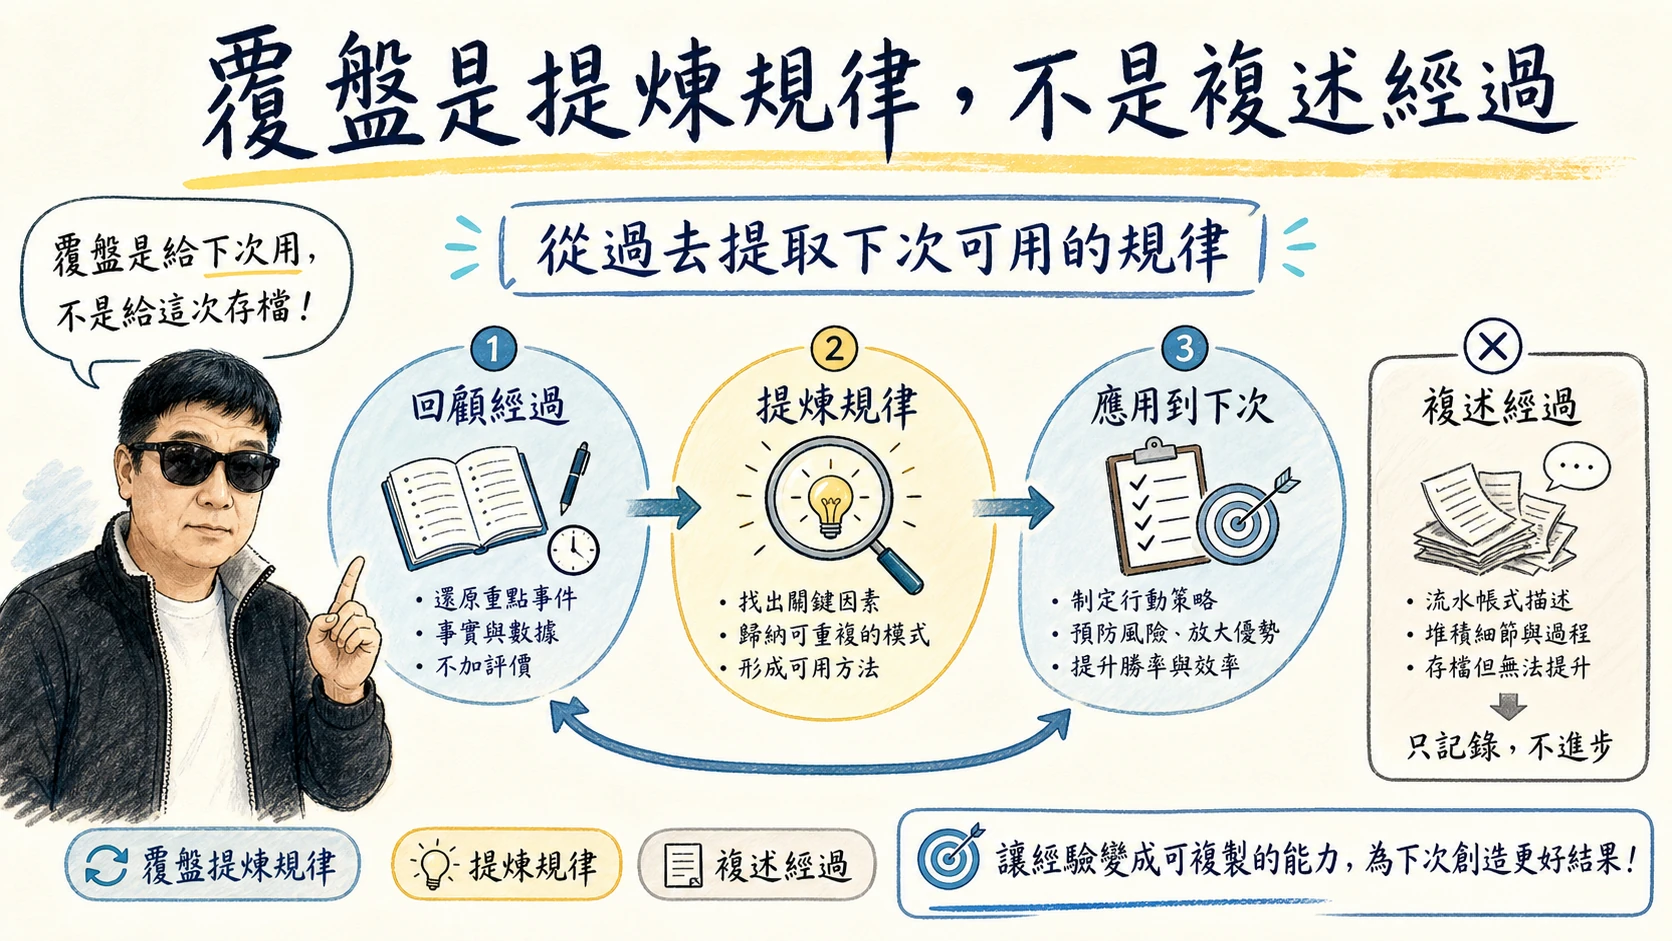 覆盤是提煉規律，不是複述經過
覆盤是給下次用，
不是給這次存檔！
從過去提取下次可用的規律
1
回顧經過
• 還原重點事件
• 事實與數據
• 不加評價
2
提煉規律
• 找出關鍵因素
• 歸納可重複的模式
• 形成可用方法
3
應用到下次
• 制定行動策略
• 預防風險、放大優勢
• 提升勝率與效率
複述經過
• 流水帳式描述
• 堆積細節與過程
• 存檔但無法提升
只記錄，不進步
覆盤提煉規律
提煉規律
複述經過
讓經驗變成可複製的能力，為下次創造更好結果！